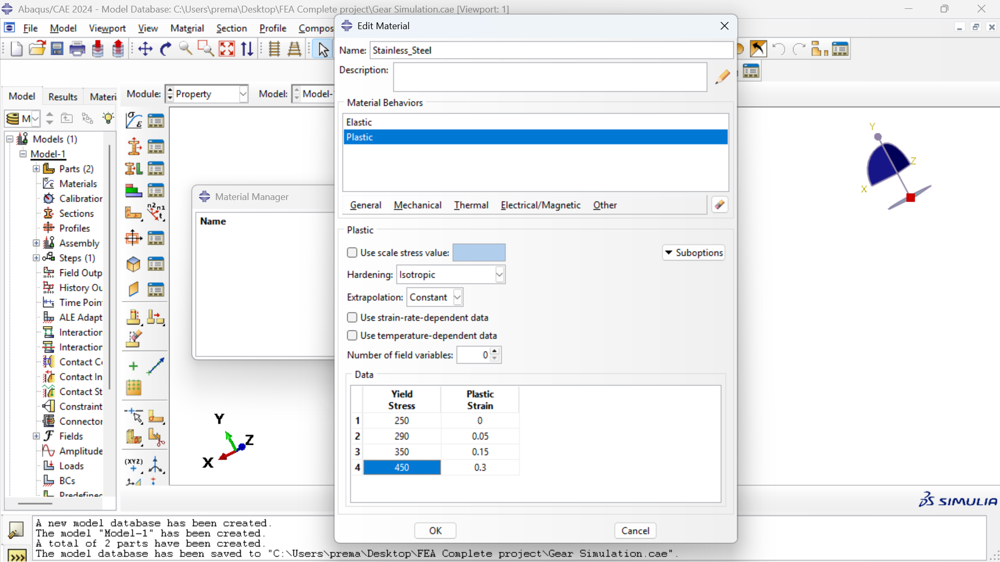 Abaqus/CAE 2024 - Model Database: C:\Users\prema\Desktop\FEA Complete project\Gear Simulation.cae [Viewport: 1]
File Model Viewport View Material Section Profile Compos
Edit Material
Name: Stainless_Steel
Description:
Model Results Materi
Module: Property Model: Model-
Material Behaviors
Elastic
Plastic
General Mechanical Thermal Electrical/Magnetic Other
M
Models (1)
Model-1
Parts (2)
Materials
Calibration
Sections
Profiles
Assembly
Steps (1)
Field Outp
History Ou
Time Poin
ALE Adapt
Interaction
Interaction
Contact Co
Contact In
Contact St
Constraint
Connector
Fields
Amplitude
Loads
BCs
Predefined
σ ε
n2 n1 t
(XYZ)
Material Manager
Name
Plastic
Use scale stress value:
Suboptions
Hardening: Isotropic
Extrapolation: Constant
Use strain-rate-dependent data
Use temperature-dependent data
Number of field variables: 0
Data
Yield Stress Plastic Strain
1 250 0
2 290 0.05
3 350 0.15
4 450 0.3
OK Cancel
Y
Z
X
Y
Z
X
SIMULIA
A new model database has been created.
The model "Model-1" has been created.
A total of 2 parts have been created.
The model database has been saved to "C:\Users\prema\Desktop\FEA Complete project\Gear Simulation.cae".
>>>